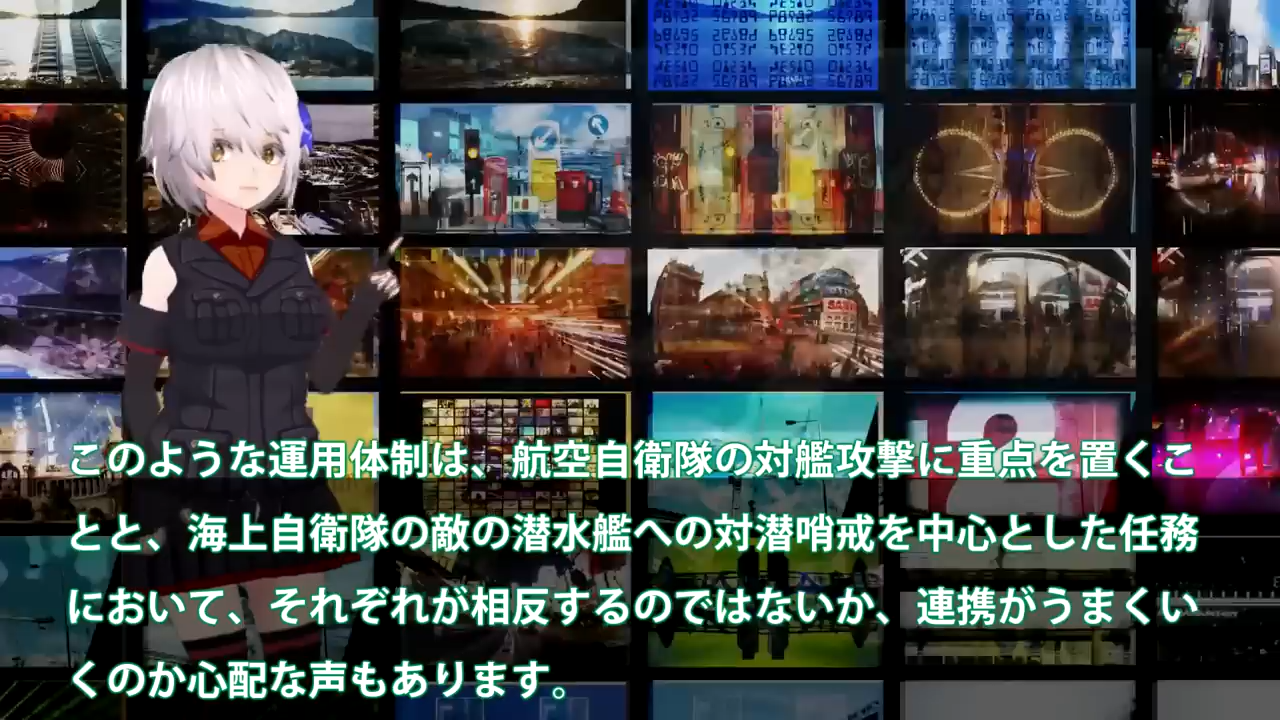 このような運用体制は、航空自衛隊の対艦攻撃に重点を置くこ
とと、海上自衛隊の敵の潜水艦への対潜哨戒を中心とした任務
において、それぞれが相反するのではないか、連携がうまくい
くのか心配な声もあります。